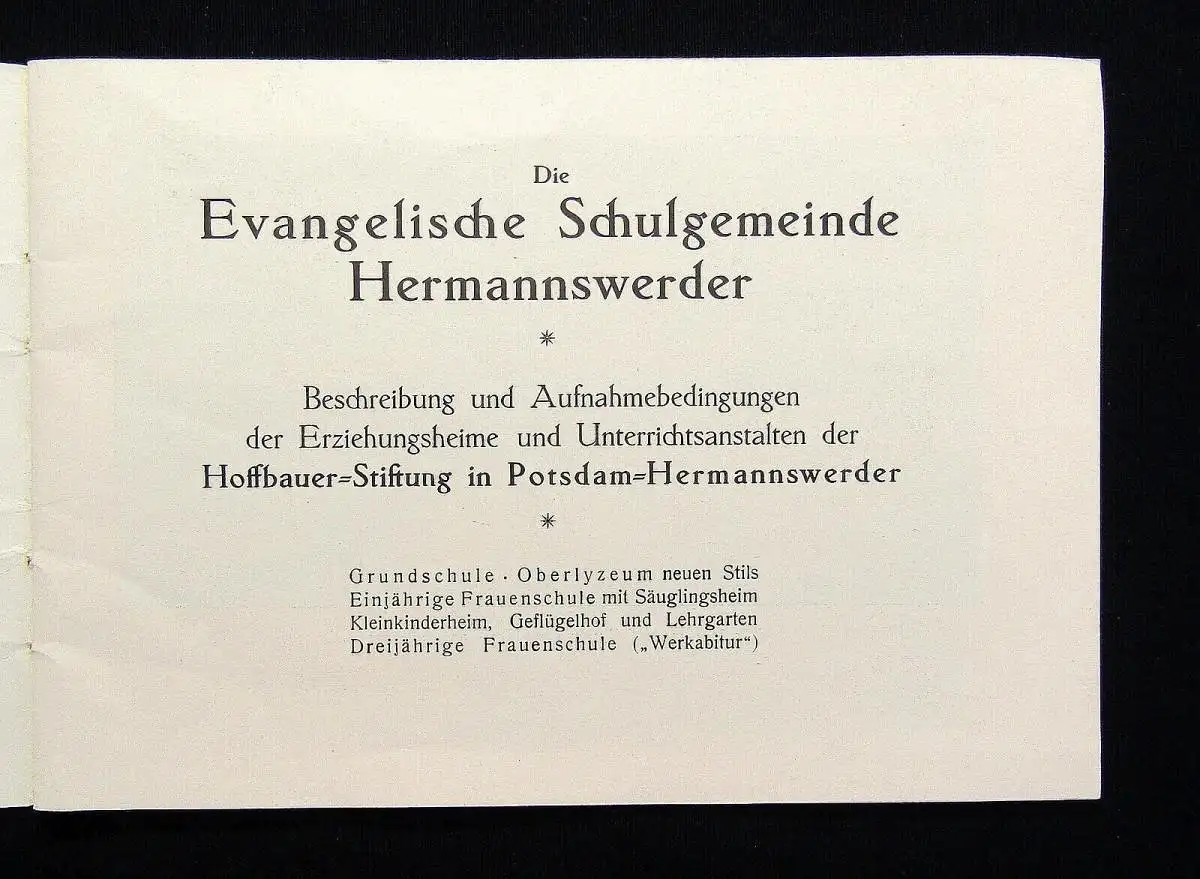 Die
Evangelische Schulgemeinde
Hermannswerder
*
Beschreibung und Aufnahmebedingungen
der Erziehungsheime und Unterrichtsanstalten der
Hoffbauer=Stiftung in Potsdam=Hermannswerder
*
Grundschule · Oberlyzeum neuen Stils
Einjährige Frauenschule mit Säuglingsheim
Kleinkinderheim, Geflügelhof und Lehrgarten
Dreijährige Frauenschule („Werkabitur“)